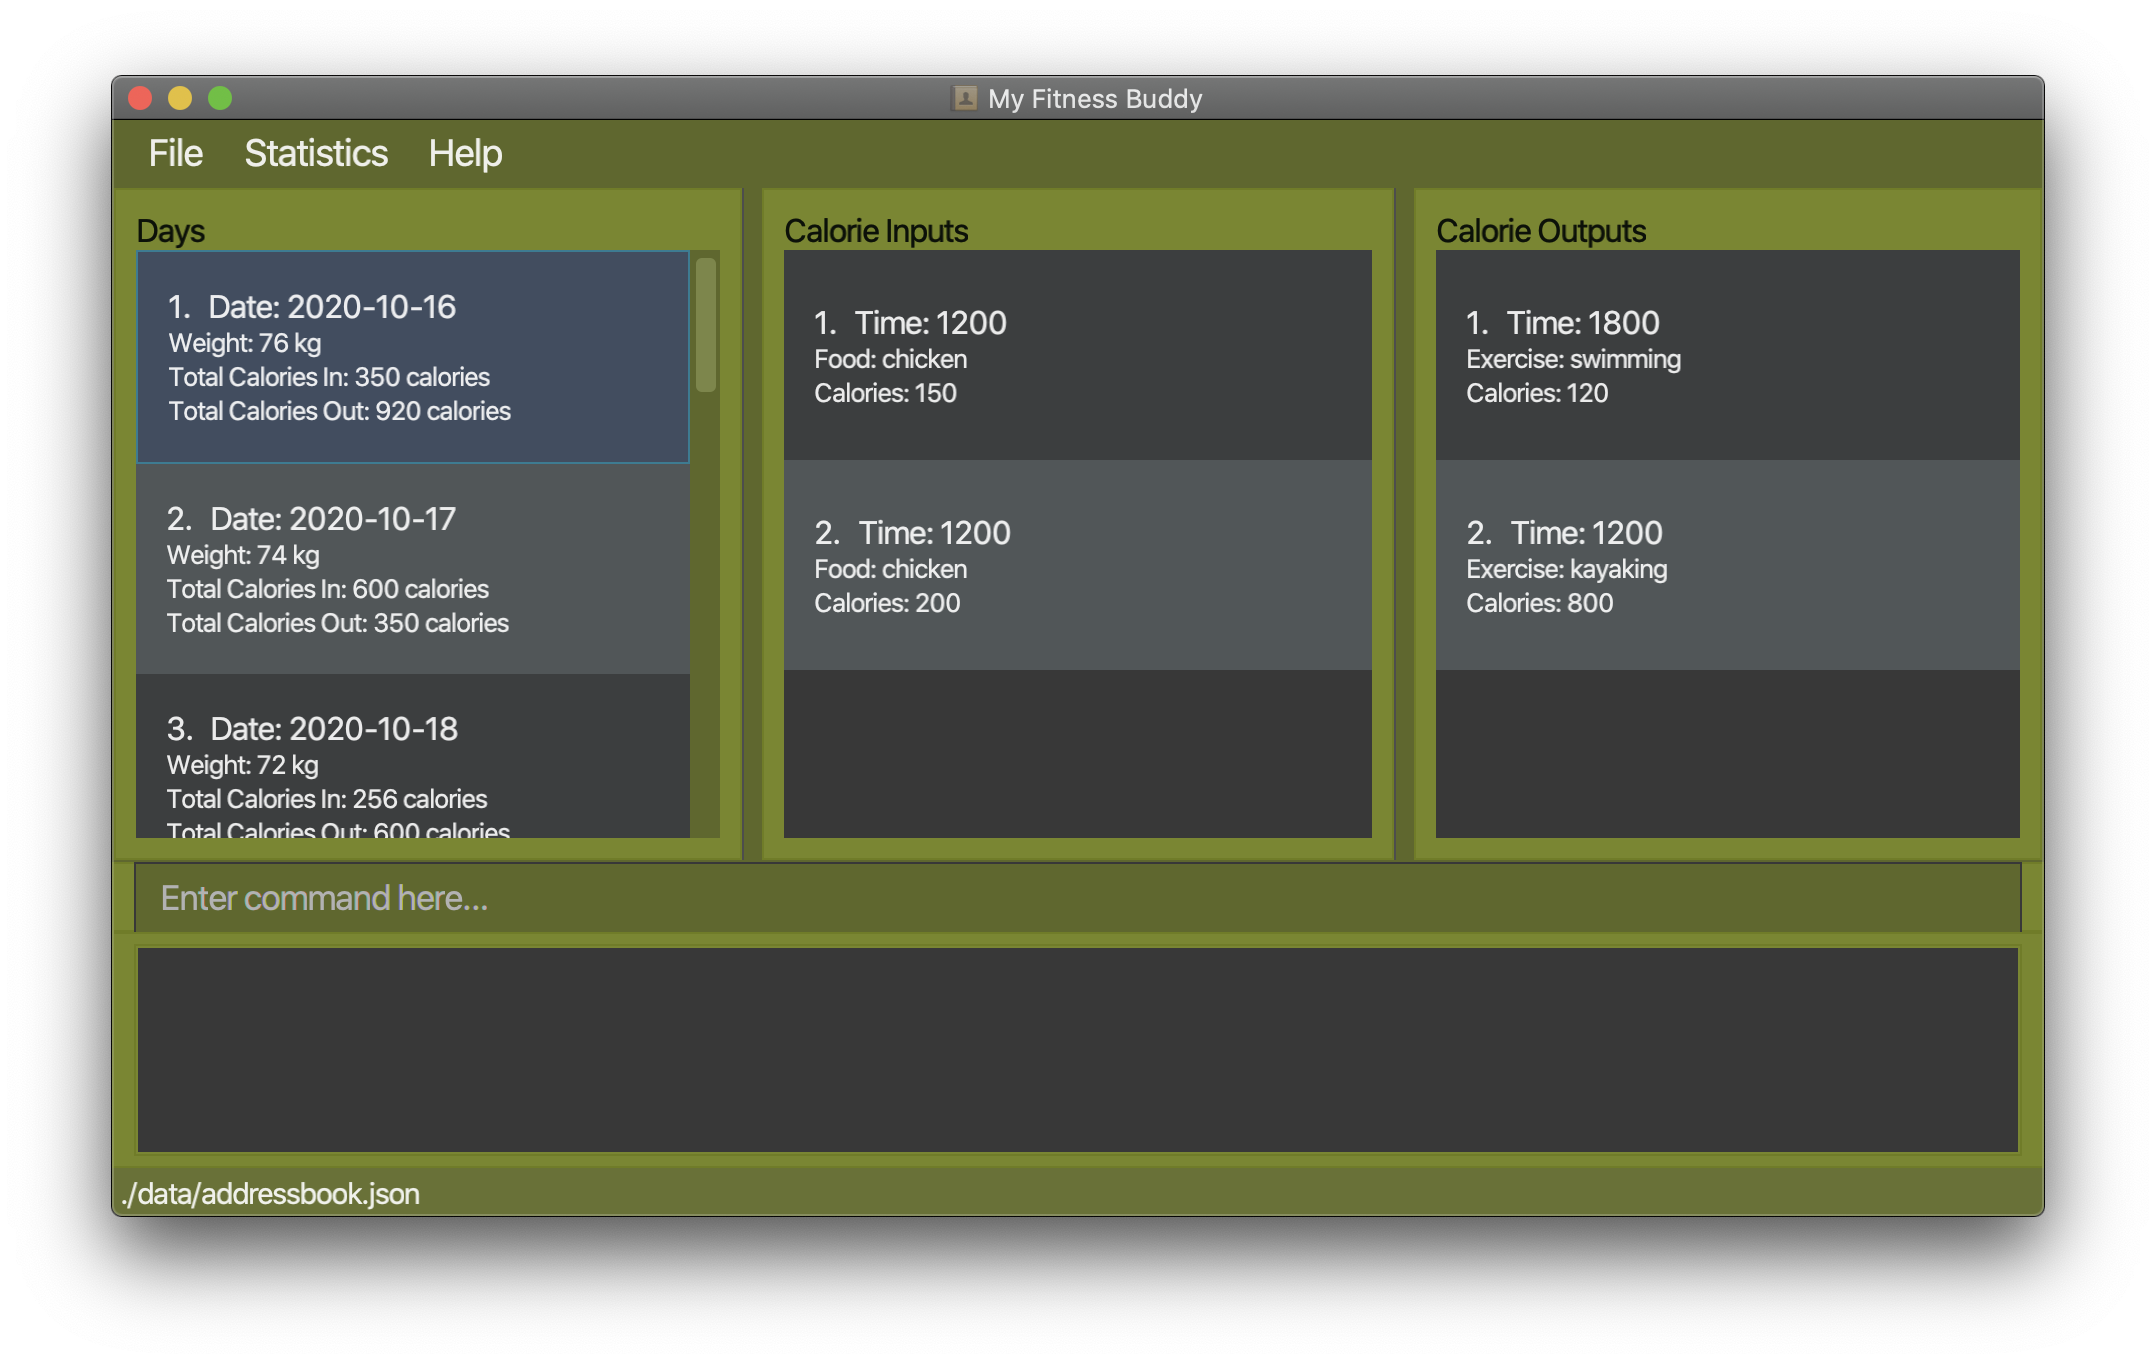 My Fitness Buddy
File Statistics Help
Days
1. Date: 2020-10-16
Weight: 76 kg
Total Calories In: 350 calories
Total Calories Out: 920 calories
2. Date: 2020-10-17
Weight: 74 kg
Total Calories In: 600 calories
Total Calories Out: 350 calories
3. Date: 2020-10-18
Weight: 72 kg
Total Calories In: 256 calories
Total Calories Out: 600 calories
Calorie Inputs
1. Time: 1200
Food: chicken
Calories: 150
2. Time: 1200
Food: chicken
Calories: 200
Calorie Outputs
1. Time: 1800
Exercise: swimming
Calories: 120
2. Time: 1200
Exercise: kayaking
Calories: 800
Enter command here...
./data/addressbook.json